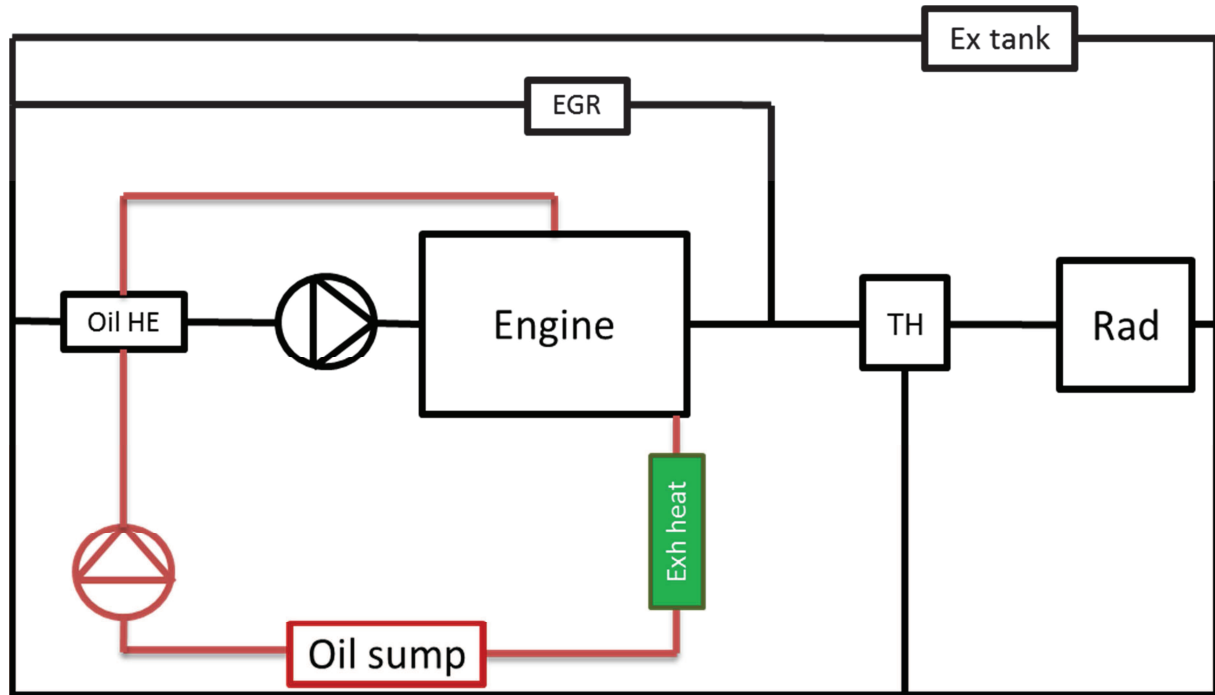 Ex tank
EGR
Oil HE
Engine
TH
Rad
Exh heat
Oil sump